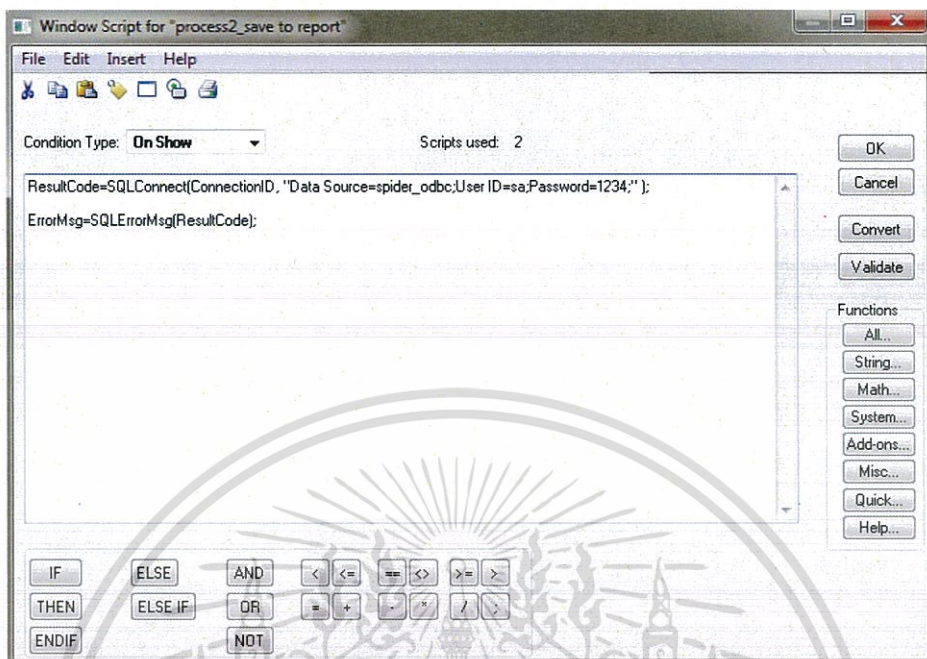 Window Script for "process2_save to report"
File Edit Insert Help
Condition Type: On Show
Scripts used: 2
OK
Cancel
Convert
Validate
ResultCode=SQLConnect(ConnectionID, "Data Source=spider_odbc;User ID=sa;Password=1234;" );
ErrorMsg=SQLErrorMsg(ResultCode);
Functions
All...
String...
Math...
System...
Add-ons...
Misc...
Quick...
Help...
IF ELSE AND < <= == <> >= >
THEN ELSE IF OR = + - * / ;
ENDIF NOT